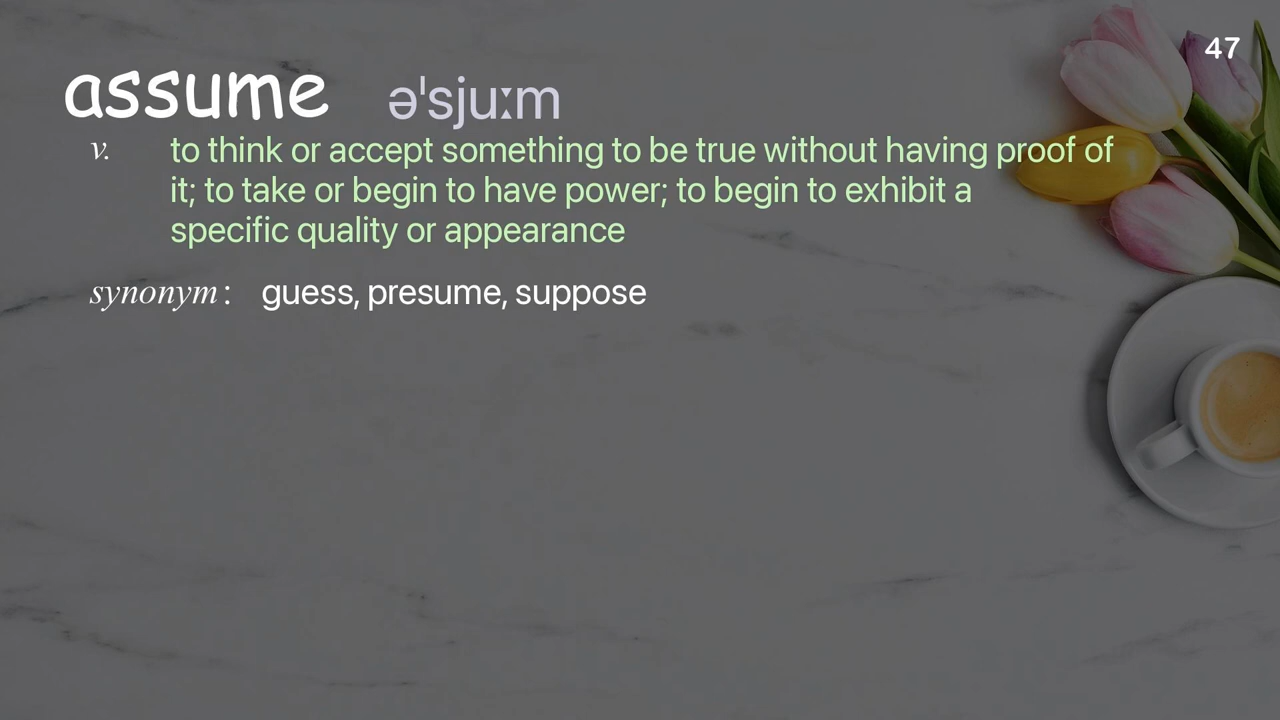 47
assume əˈsjuːm
v. to think or accept something to be true without having proof of
it; to take or begin to have power; to begin to exhibit a
specific quality or appearance
synonym: guess, presume, suppose